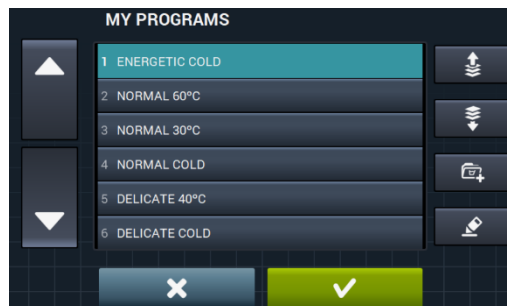 MY PROGRAMS
1 ENERGETIC COLD
2 NORMAL 60ºC
3 NORMAL 30ºC
4 NORMAL COLD
5 DELICATE 40ºC
6 DELICATE COLD